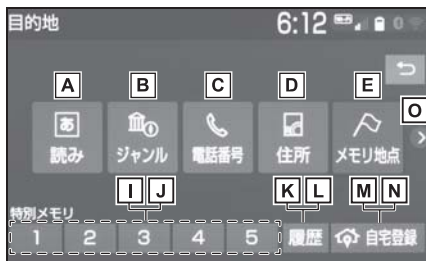 目的地 6:12 0
A B C D E O
あ
読み ジャンル 電話番号 住所 メモリ地点
I J K L M N
特別メモリ
1 2 3 4 5 履歴 自宅登録